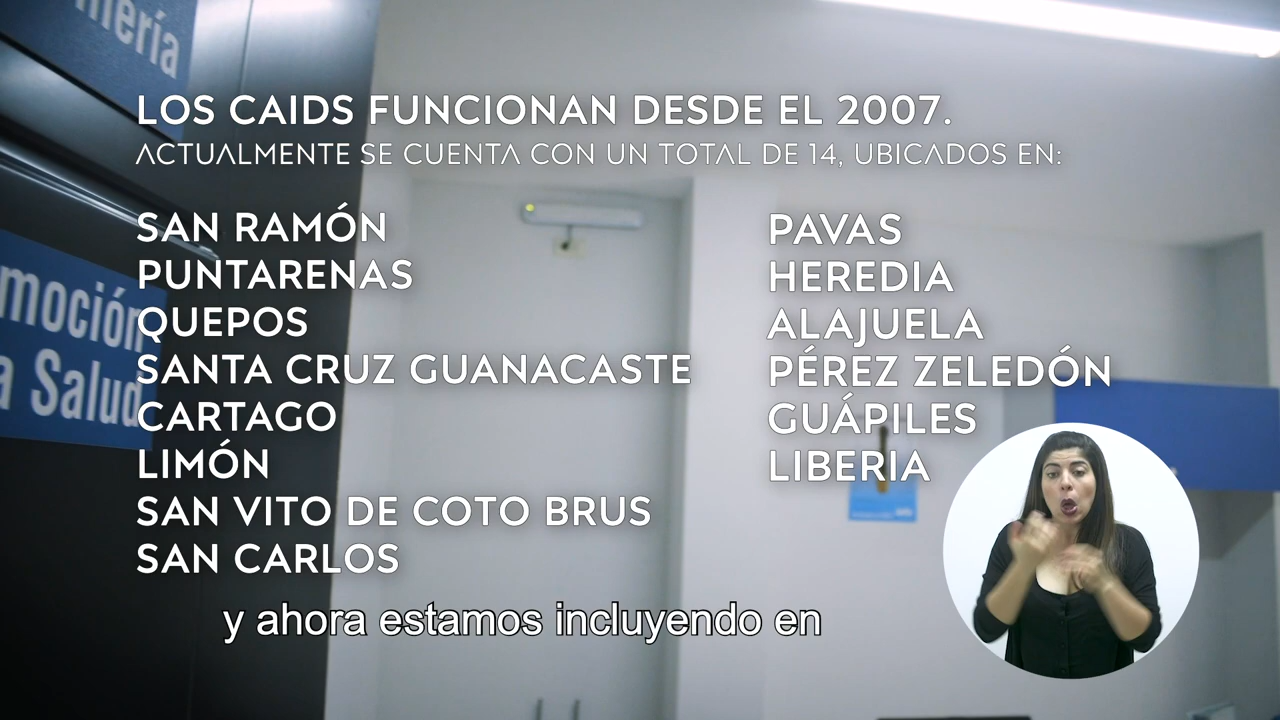 LOS CAIDS FUNCIONAN DESDE EL 2007.
ACTUALMENTE SE CUENTA CON UN TOTAL DE 14, UBICADOS EN:
SAN RAMÓN
PUNTARENAS
QUEPOS
SANTA CRUZ GUANACASTE
CARTAGO
LIMÓN
SAN VITO DE COTO BRUS
SAN CARLOS
PAVAS
HEREDIA
ALAJUELA
PÉREZ ZELEDÓN
GUÁPILES
LIBERIA
y ahora estamos incluyendo en
moción
a Salud